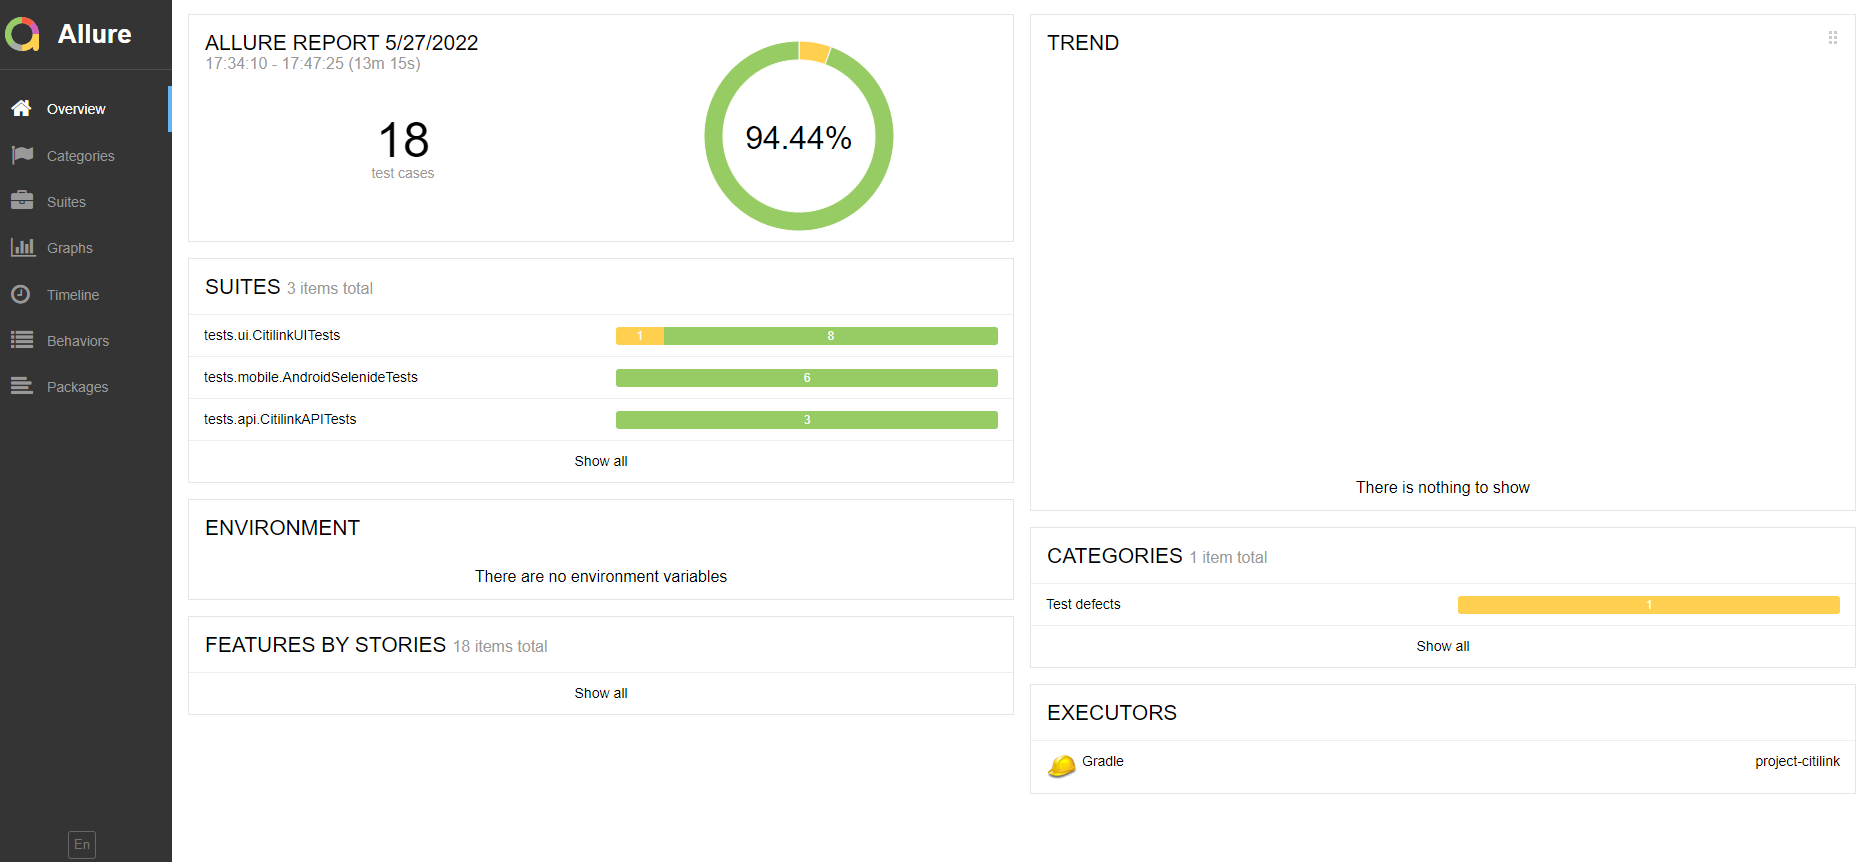 Allure
Overview
Categories
Suites
Graphs
Timeline
Behaviors
Packages
En
ALLURE REPORT 5/27/2022
17:34:10 - 17:47:25 (13m 15s)
18
test cases
94.44%
SUITES 3 items total
tests.ui.CitilinkUITests 1 8
tests.mobile.AndroidSelenideTests 6
tests.api.CitilinkAPITests 3
Show all
ENVIRONMENT
There are no environment variables
FEATURES BY STORIES 18 items total
Show all
TREND
There is nothing to show
CATEGORIES 1 item total
Test defects 1
Show all
EXECUTORS
Gradle project-citilink